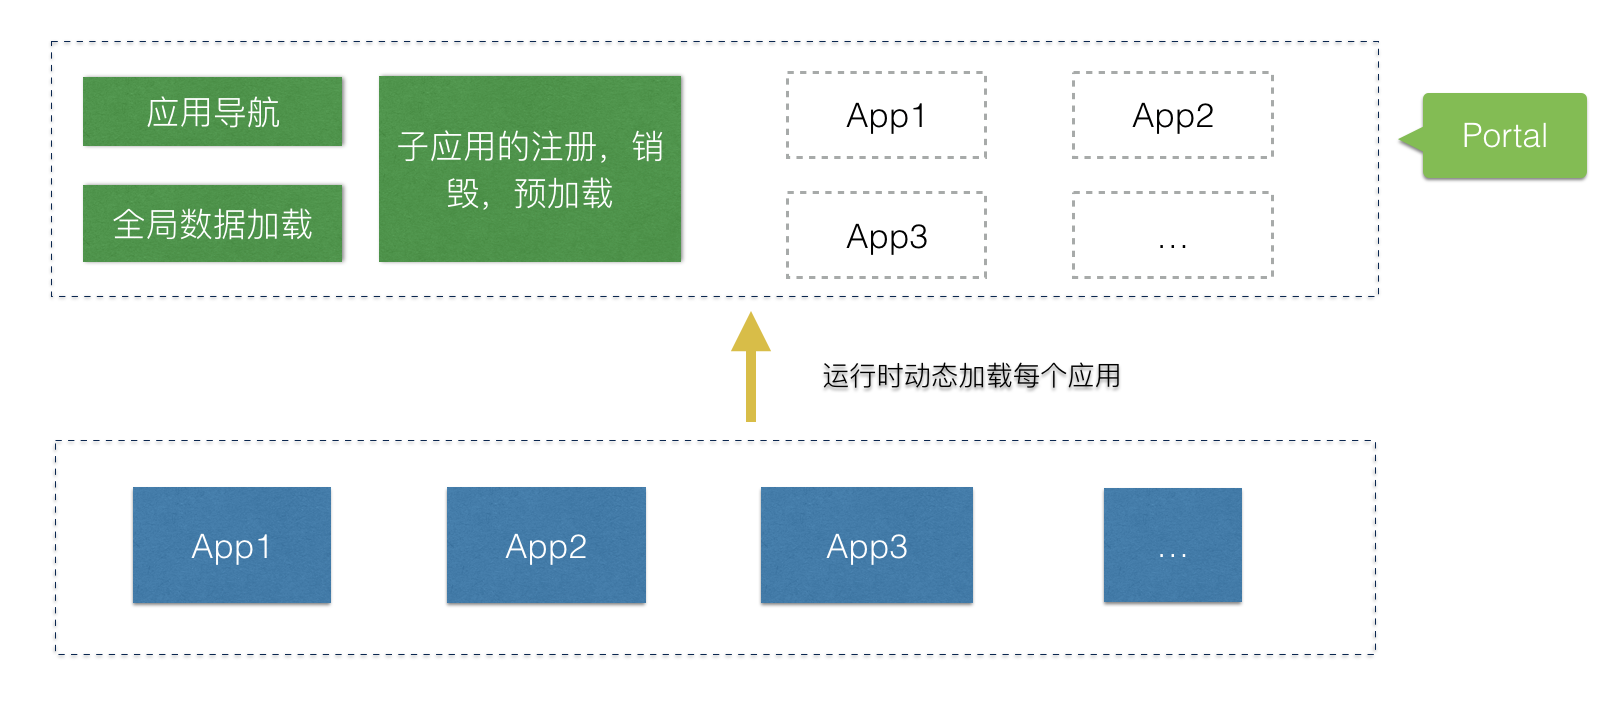 应用导航
全局数据加载
子应用的注册，销
毁，预加载
App1
App2
App3
...
Portal
运行时动态加载每个应用
App1
App2
App3
...